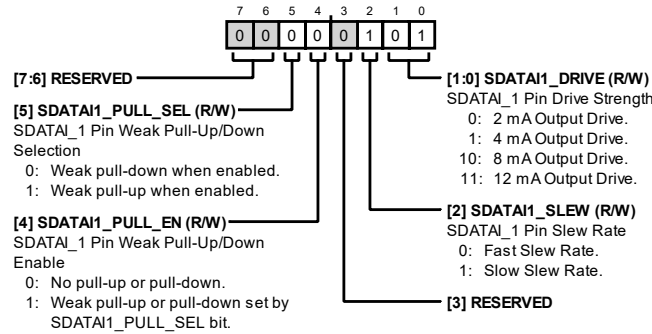 7 6 5 4 3 2 1 0
0 0 0 0 0 1 0 1
[7:6] RESERVED
[5] SDATAI1_PULL_SEL (R/W)
SDATAI_1 Pin Weak Pull-Up/Down
Selection
0: Weak pull-down when enabled.
1: Weak pull-up when enabled.
[4] SDATAI1_PULL_EN (R/W)
SDATAI_1 Pin Weak Pull-Up/Down
Enable
0: No pull-up or pull-down.
1: Weak pull-up or pull-down set by
SDATAI1_PULL_SEL bit.
[1:0] SDATAI1_DRIVE (R/W)
SDATAI_1 Pin Drive Strength
0: 2 mA Output Drive.
1: 4 mA Output Drive.
10: 8 mA Output Drive.
11: 12 mA Output Drive.
[2] SDATAI1_SLEW (R/W)
SDATAI_1 Pin Slew Rate
0: Fast Slew Rate.
1: Slow Slew Rate.
[3] RESERVED